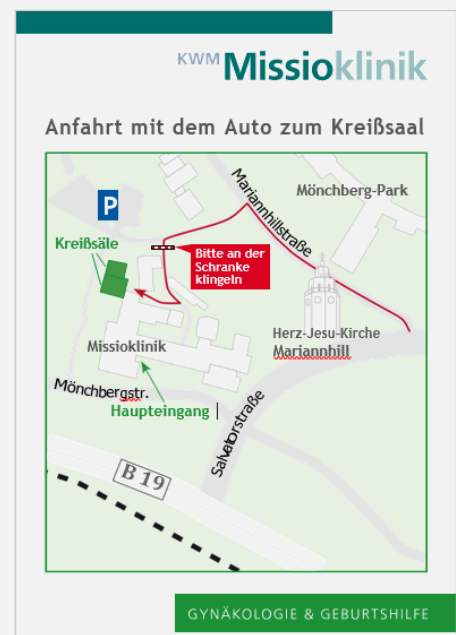 KWM Missioklinik
Anfahrt mit dem Auto zum Kreißsaal
Mariannhillstraße
Mönchberg-Park
P
Kreißsäle
Bitte an der
Schranke
klingeln
Herz-Jesu-Kirche
Mariannhill
Missioklinik
Mönchbergstr.
Haupteingang
Salvatorstraße
B 19
GYNÄKOLOGIE & GEBURTSHILFE